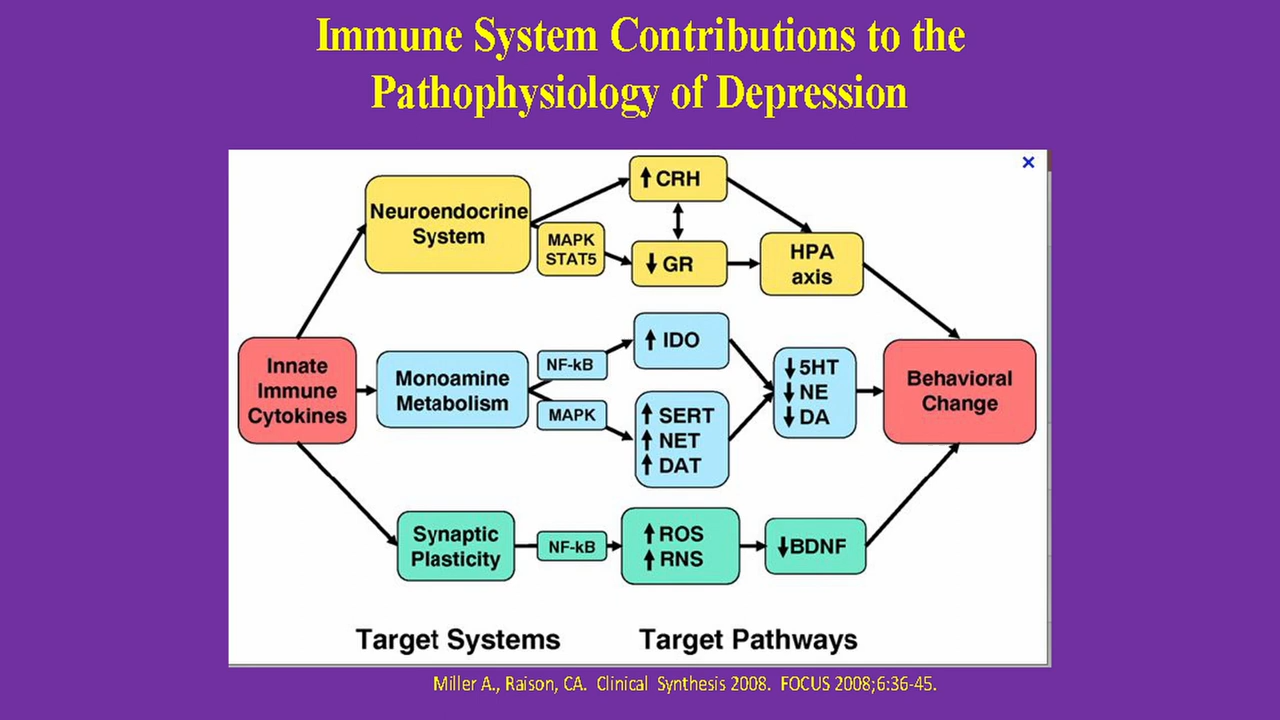 Immune System Contributions to the
Pathophysiology of Depression
Neuroendocrine
System
MAPK
STAT5
↑ CRH
↓ GR
HPA
axis
Innate
Immune
Cytokines
Monoamine
Metabolism
NF-kB
MAPK
↑ IDO
↑ SERT
↑ NET
↑ DAT
↓ 5HT
↓ NE
↓ DA
Behavioral
Change
Synaptic
Plasticity
NF-kB
↑ ROS
↑ RNS
↓ BDNF
Target Systems
Target Pathways
Miller A., Raison, CA. Clinical Synthesis 2008. FOCUS 2008;6:36-45.